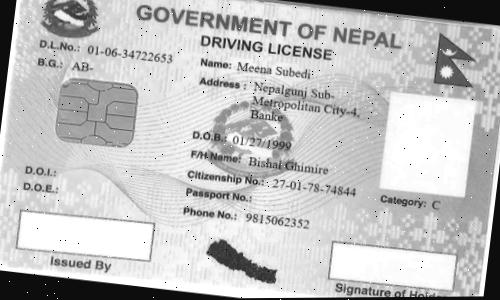 GOVERNMENT OF NEPAL
DRIVING LICENSE
D.L.No.: 01-06-34722653
B.G.: AB-
Name: Meena Subedi
Address : Nepalgunj Sub-
Metropolitan City-4,
Banke
D.O.B.: 01/27/1999
F/H.Name: Bishal Ghimire
Citizenship No.: 27-01-78-74844
Passport No.:
Phone No.: 9815062352
D.O.I.:
D.O.E.:
Category: C
Issued By
Signature of Holder